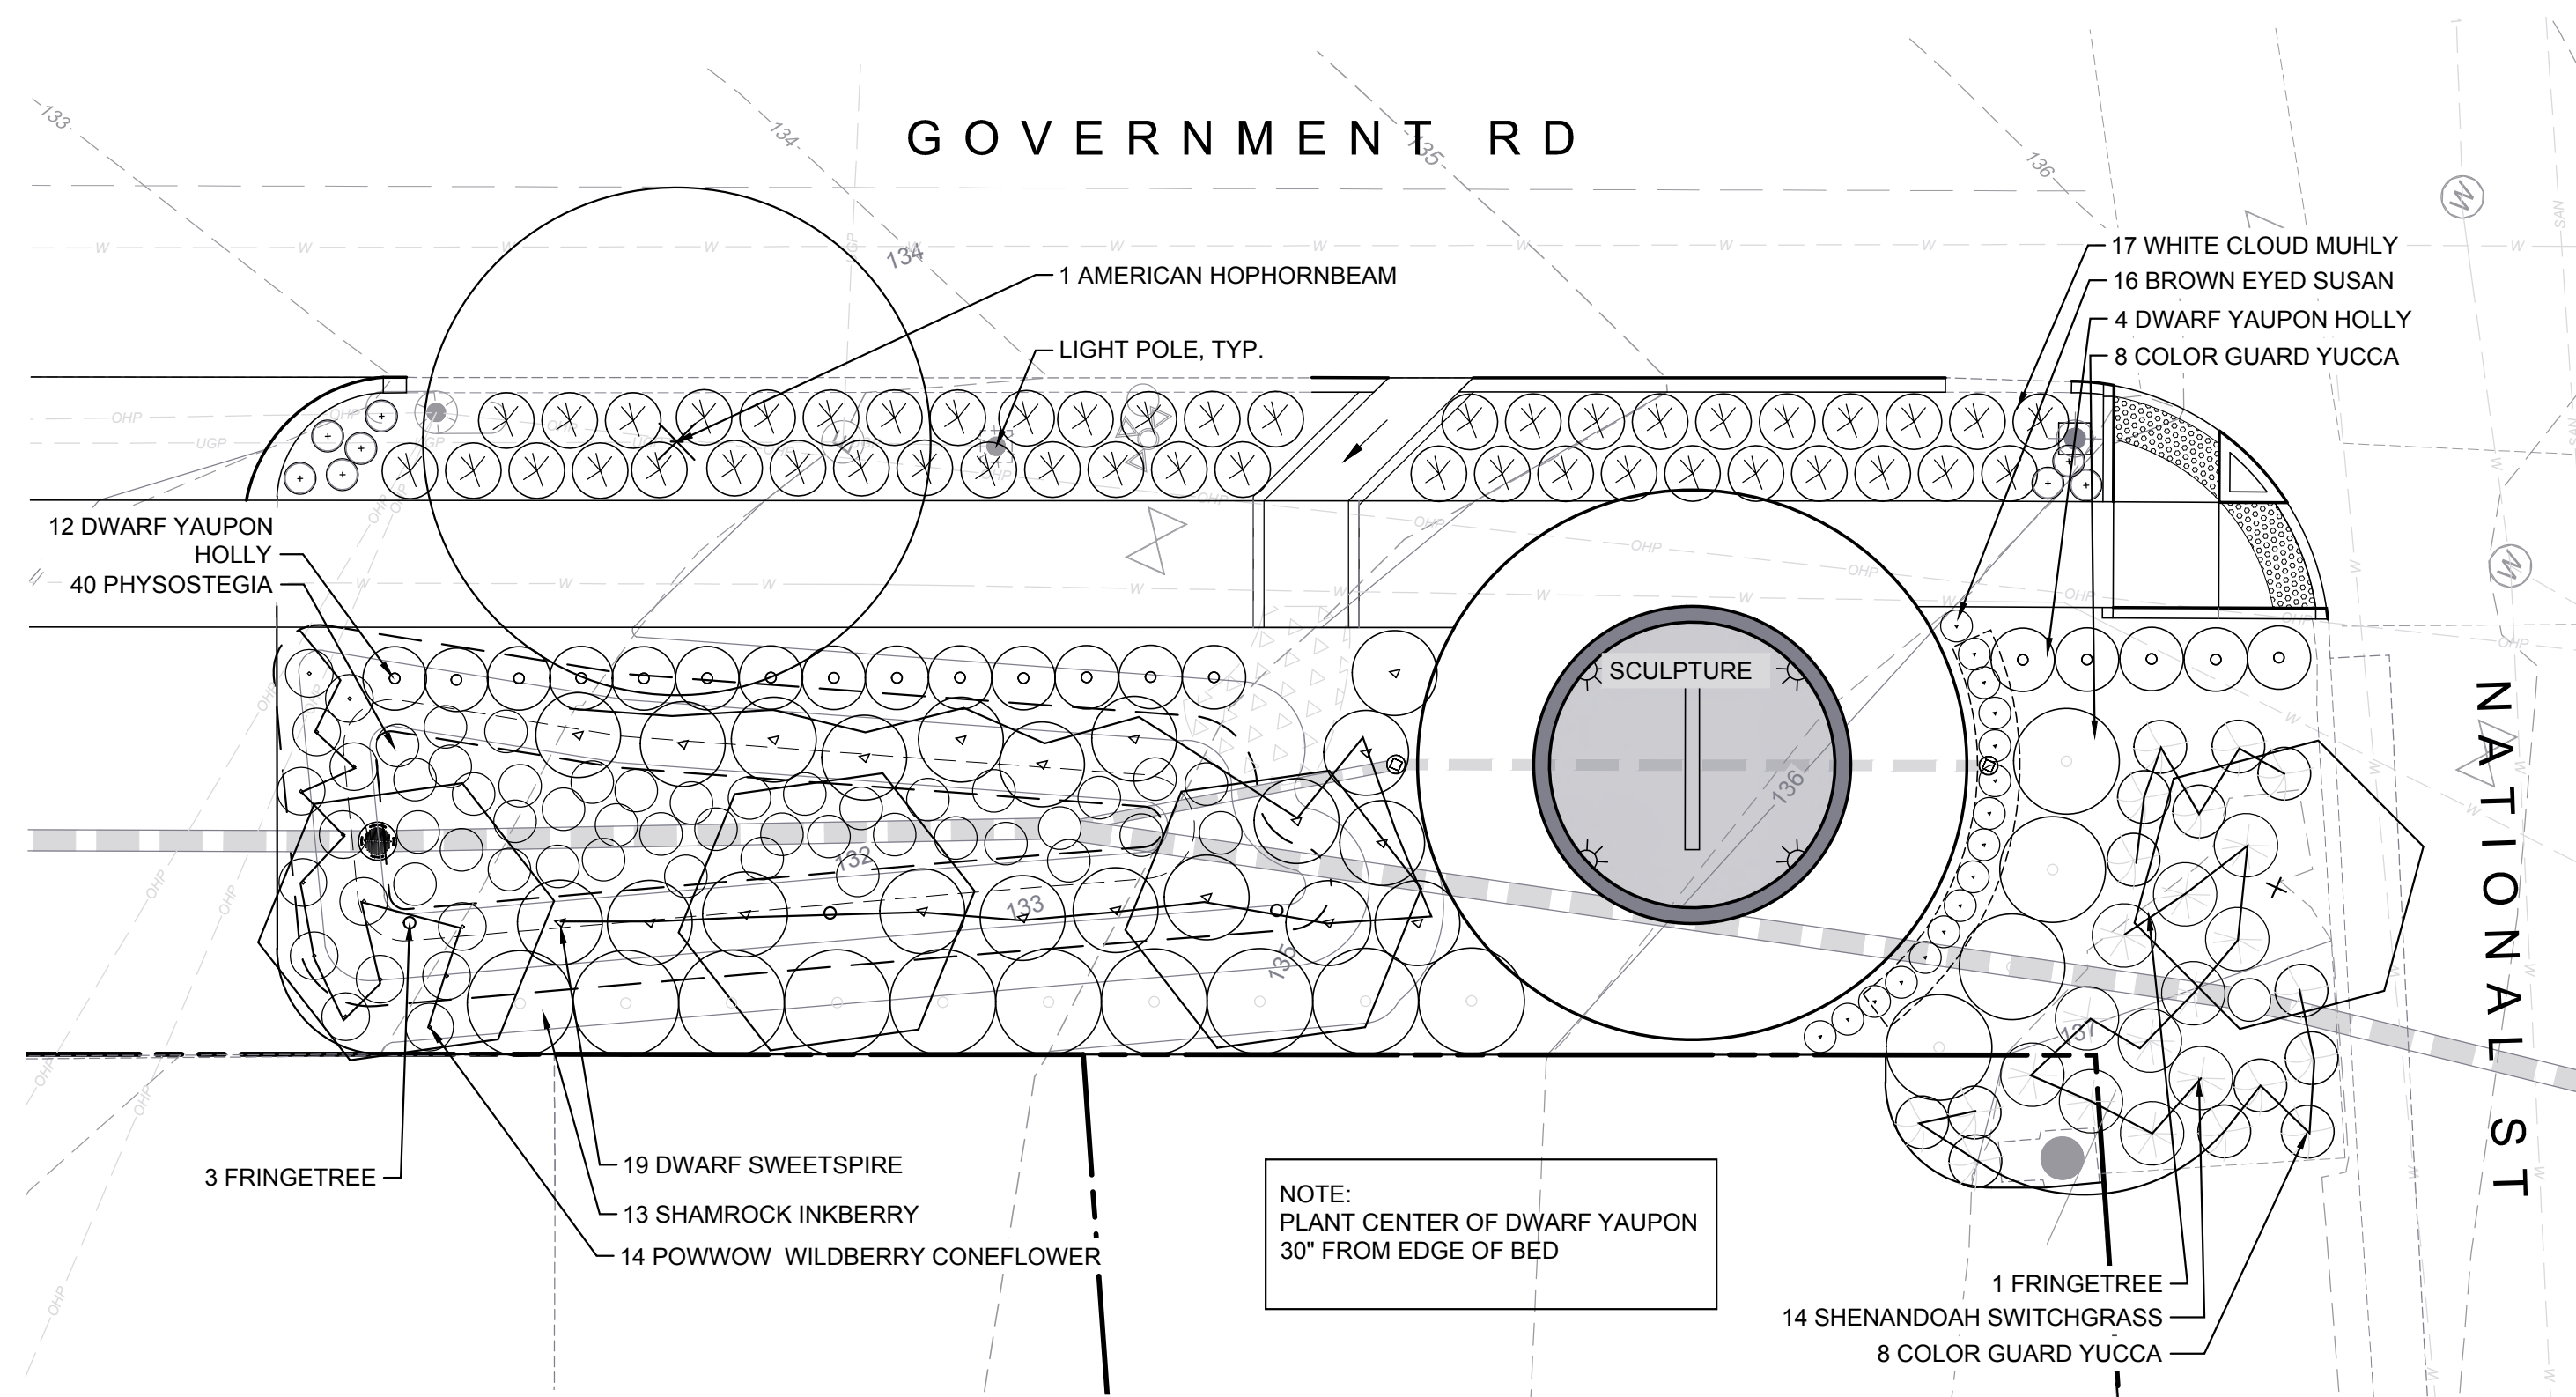 GOVERNMENT RD
133
134
135
136
134
17 WHITE CLOUD MUHLY
16 BROWN EYED SUSAN
4 DWARF YAUPON HOLLY
8 COLOR GUARD YUCCA
1 AMERICAN HOPHORNBEAM
LIGHT POLE, TYP.
12 DWARF YAUPON
HOLLY
40 PHYSOSTEGIA
SCULPTURE
136
132
133
135
137
NATIONAL ST
3 FRINGETREE
19 DWARF SWEETSPIRE
13 SHAMROCK INKBERRY
14 POWWOW WILDBERRY CONEFLOWER
NOTE:
PLANT CENTER OF DWARF YAUPON
30" FROM EDGE OF BED
1 FRINGETREE
14 SHENANDOAH SWITCHGRASS
8 COLOR GUARD YUCCA
W
W
OHP
UGP
SAN